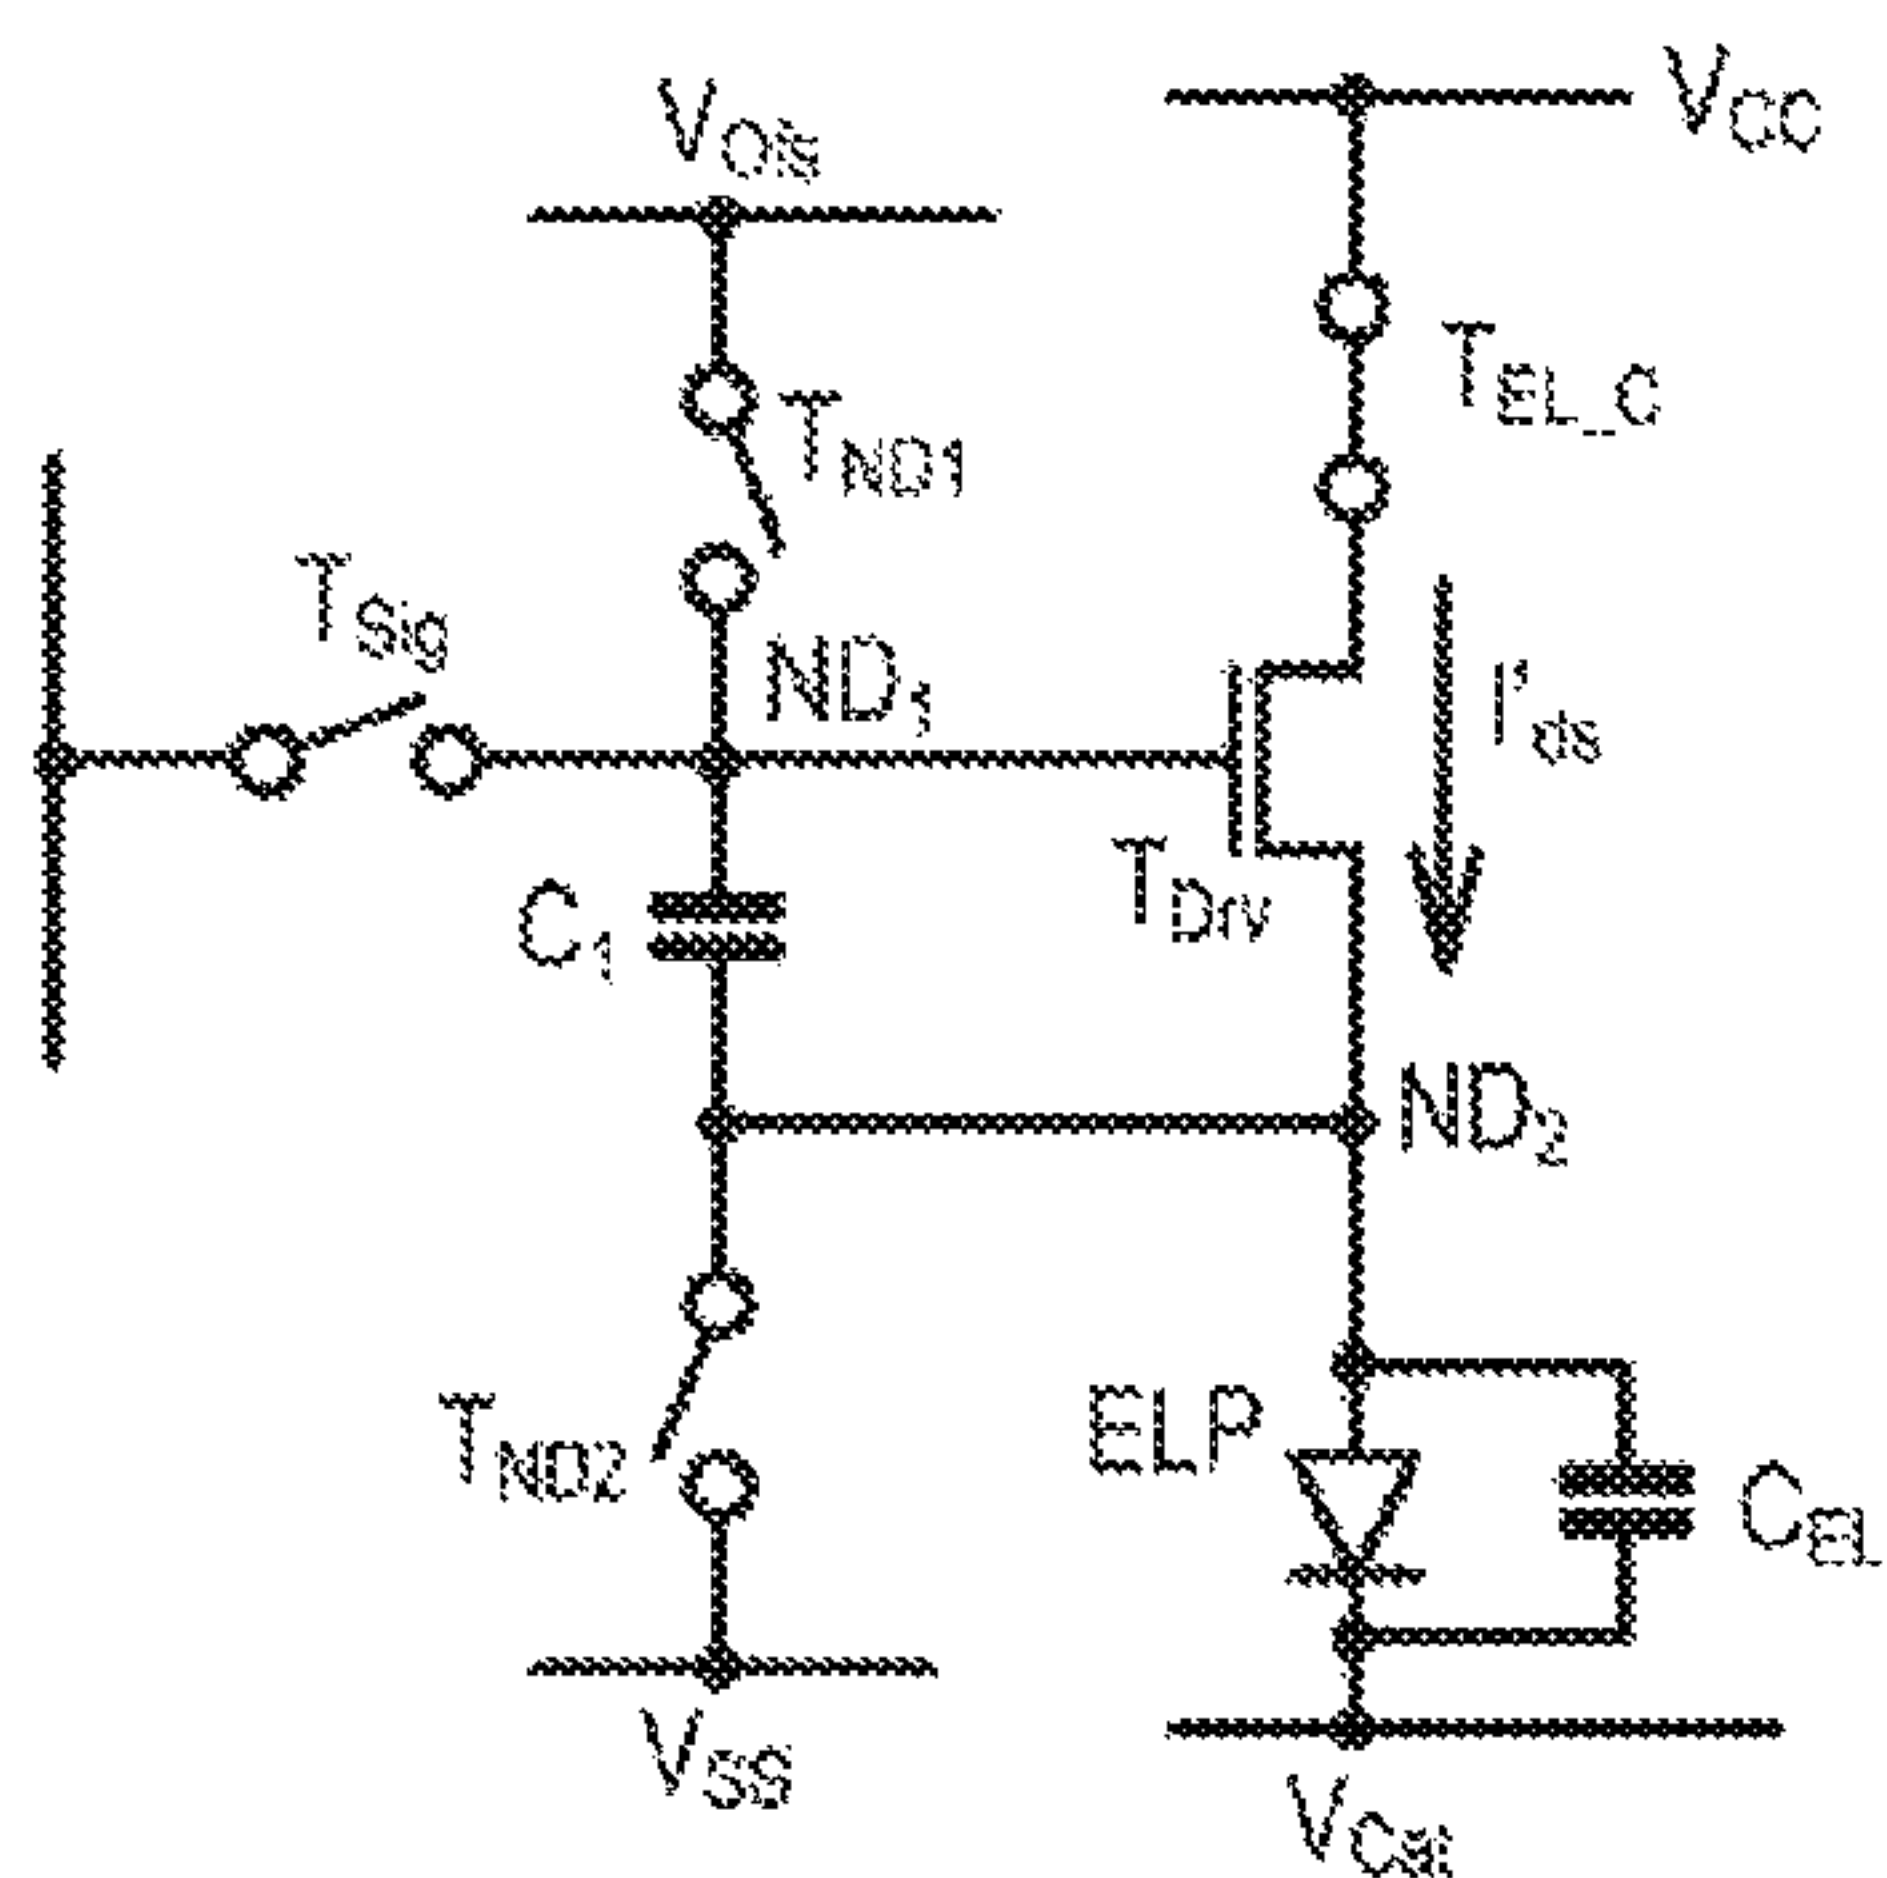 VOfs
VCC
TEL_C
TND1
TSig
ND1
I'ds
TDrv
C1
ND2
TND2
ELP
CEL
VSS
VCat